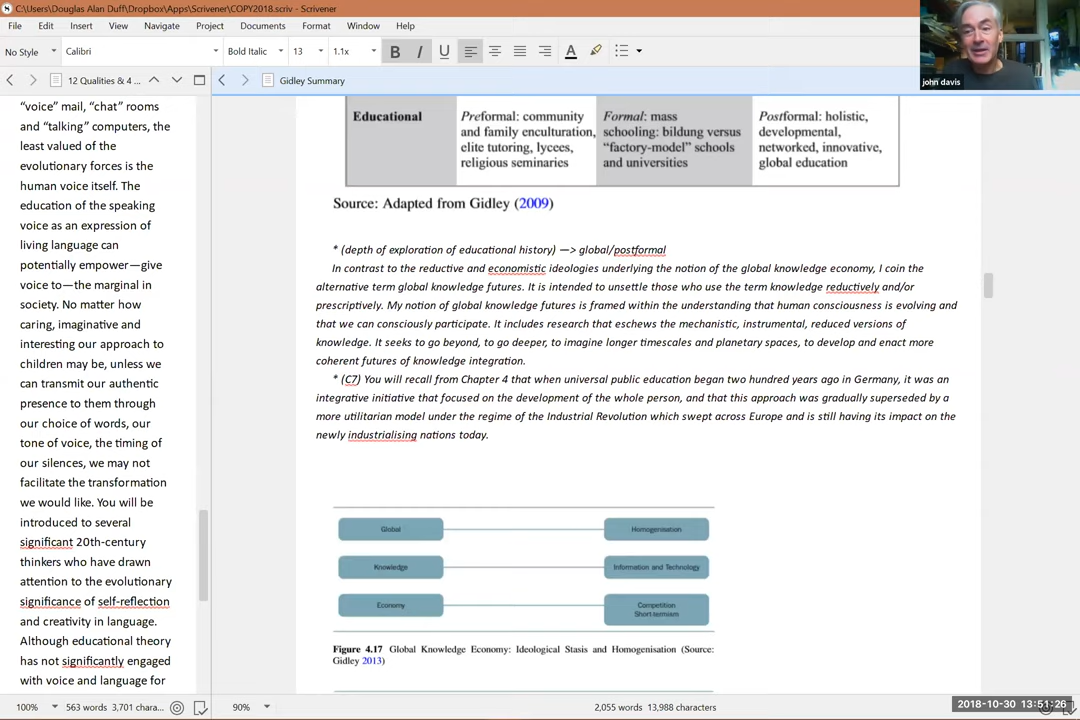 C:\Users\Douglas Alan Duff\Dropbox\Apps\Scrivener\COPY2018.scriv - Scrivener
File Edit Insert View Navigate Project Documents Format Window Help
No Style Calibri Bold Italic 13 1.1x B I U A
12 Qualities & 4 ...
Gidley Summary
john davis
"voice" mail, "chat" rooms
and "talking" computers, the
least valued of the
evolutionary forces is the
human voice itself. The
education of the speaking
voice as an expression of
living language can
potentially empower—give
voice to—the marginal in
society. No matter how
caring, imaginative and
interesting our approach to
children may be, unless we
can transmit our authentic
presence to them through
our choice of words, our
tone of voice, the timing of
our silences, we may not
facilitate the transformation
we would like. You will be
introduced to several
significant 20th-century
thinkers who have drawn
attention to the evolutionary
significance of self-reflection
and creativity in language.
Although educational theory
has not significantly engaged
with voice and language for
Educational
Preformal: community
and family enculturation,
elite tutoring, lycees,
religious seminaries
Formal: mass
schooling: bildung versus
"factory-model" schools
and universities
Postformal: holistic,
developmental,
networked, innovative,
global education
Source: Adapted from Gidley (2009)
* (depth of exploration of educational history) —> global/postformal
In contrast to the reductive and economistic ideologies underlying the notion of the global knowledge economy, I coin the
alternative term global knowledge futures. It is intended to unsettle those who use the term knowledge reductively and/or
prescriptively. My notion of global knowledge futures is framed within the understanding that human consciousness is evolving and
that we can consciously participate. It includes research that eschews the mechanistic, instrumental, reduced versions of
knowledge. It seeks to go beyond, to go deeper, to imagine longer timescales and planetary spaces, to develop and enact more
coherent futures of knowledge integration.
* (C7) You will recall from Chapter 4 that when universal public education began two hundred years ago in Germany, it was an
integrative initiative that focused on the development of the whole person, and that this approach was gradually superseded by a
more utilitarian model under the regime of the Industrial Revolution which swept across Europe and is still having its impact on the
newly industrialising nations today.
Global Homogenisation
Knowledge Information and Technology
Economy Competition
Short-termism
Figure 4.17 Global Knowledge Economy: Ideological Stasis and Homogenisation (Source:
Gidley 2013)
100% 563 words 3,701 chara...
90% 2,055 words 13,988 characters
2018-10-30 13:51:26